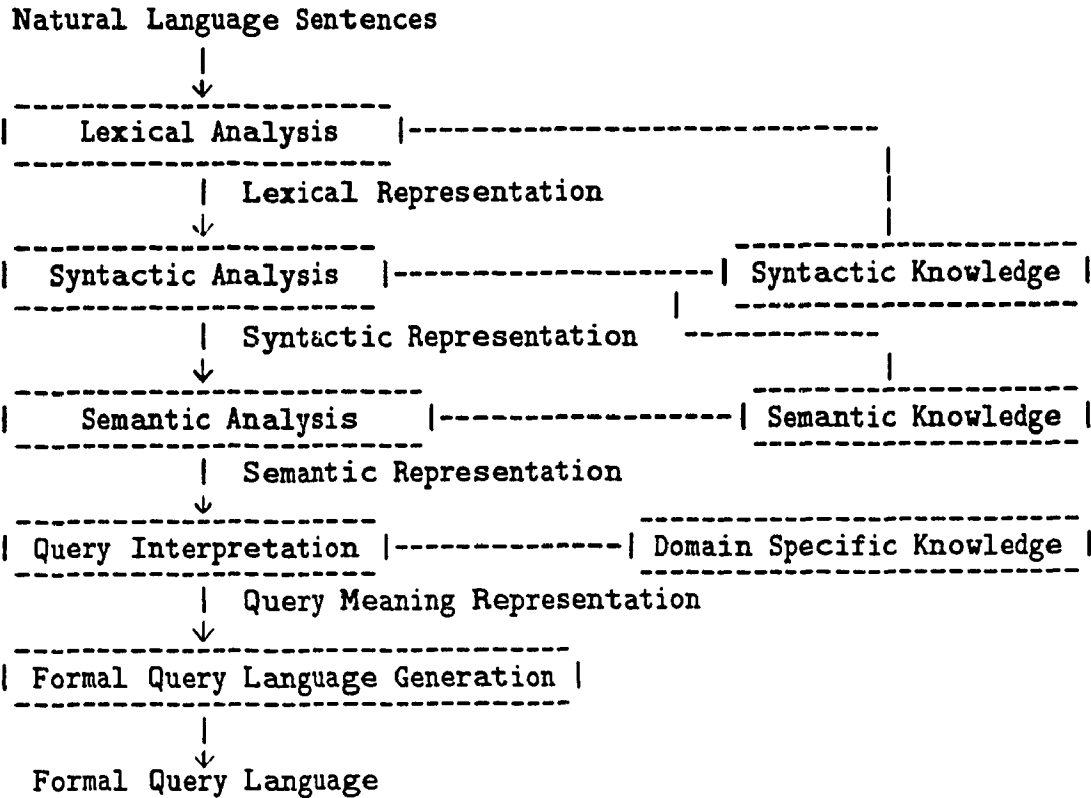 Natural Language Sentences
Lexical Analysis
Lexical Representation
Syntactic Analysis
Syntactic Knowledge
Syntactic Representation
Semantic Analysis
Semantic Knowledge
Semantic Representation
Query Interpretation
Domain Specific Knowledge
Query Meaning Representation
Formal Query Language Generation
Formal Query Language